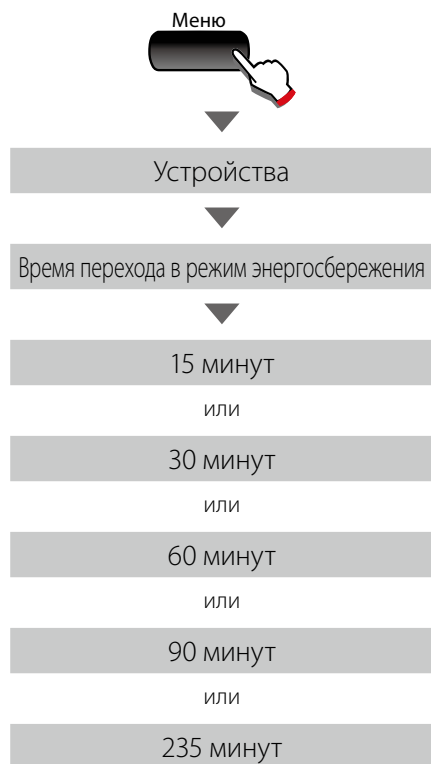 Меню
Устройства
Время перехода в режим энергосбережения
15 минут
или
30 минут
или
60 минут
или
90 минут
или
235 минут